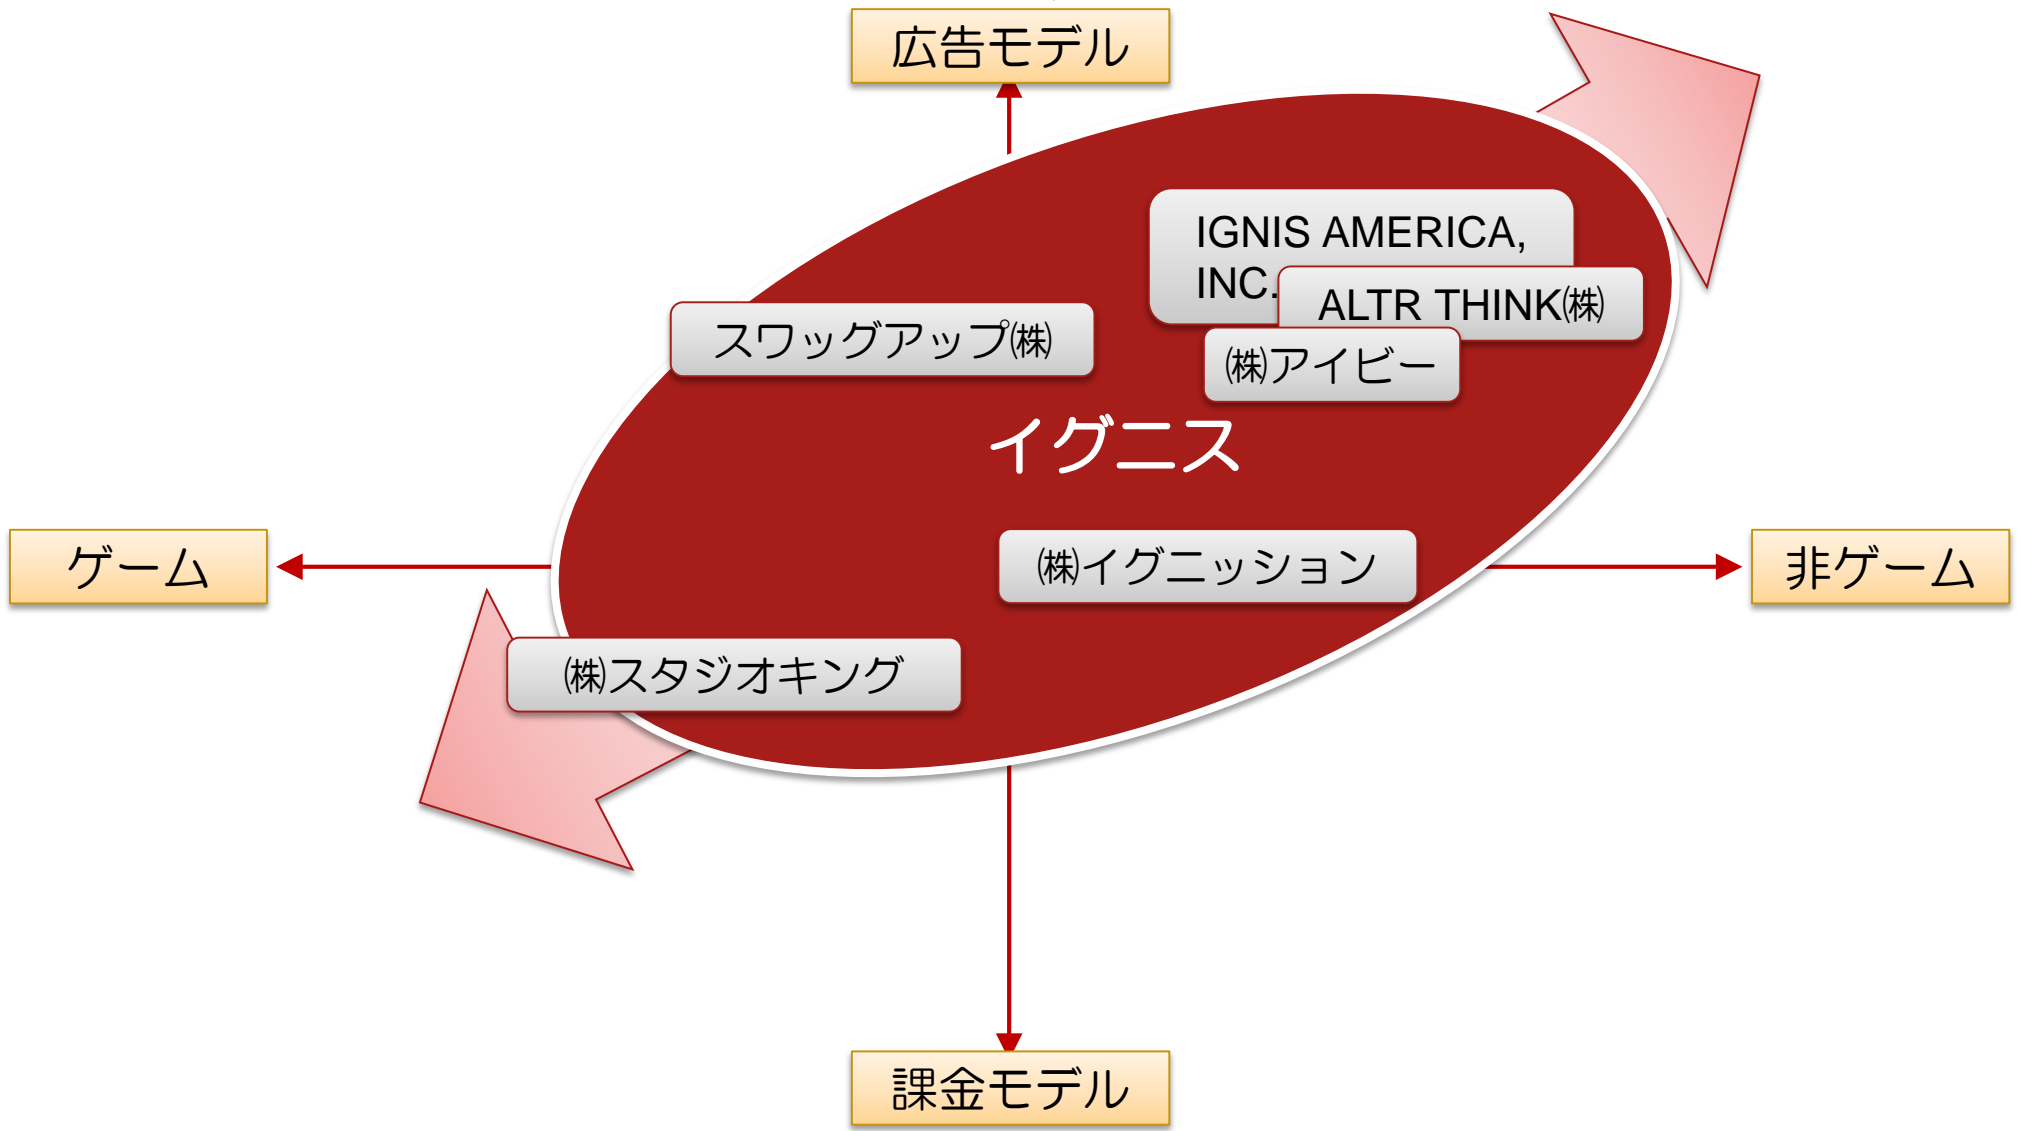 広告モデル
IGNIS AMERICA,
INC.
ALTR THINK㈱
スワッグアップ㈱
㈱アイビー
イグニス
ゲーム
㈱イグニッション
非ゲーム
㈱スタジオキング
課金モデル